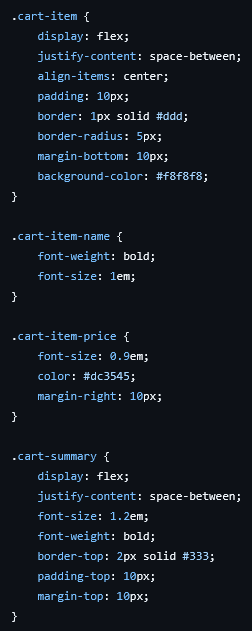 .cart-item {
    display: flex;
    justify-content: space-between;
    align-items: center;
    padding: 10px;
    border: 1px solid #ddd;
    border-radius: 5px;
    margin-bottom: 10px;
    background-color: #f8f8f8;
}

.cart-item-name {
    font-weight: bold;
    font-size: 1em;
}

.cart-item-price {
    font-size: 0.9em;
    color: #dc3545;
    margin-right: 10px;
}

.cart-summary {
    display: flex;
    justify-content: space-between;
    font-size: 1.2em;
    font-weight: bold;
    border-top: 2px solid #333;
    padding-top: 10px;
    margin-top: 10px;
}